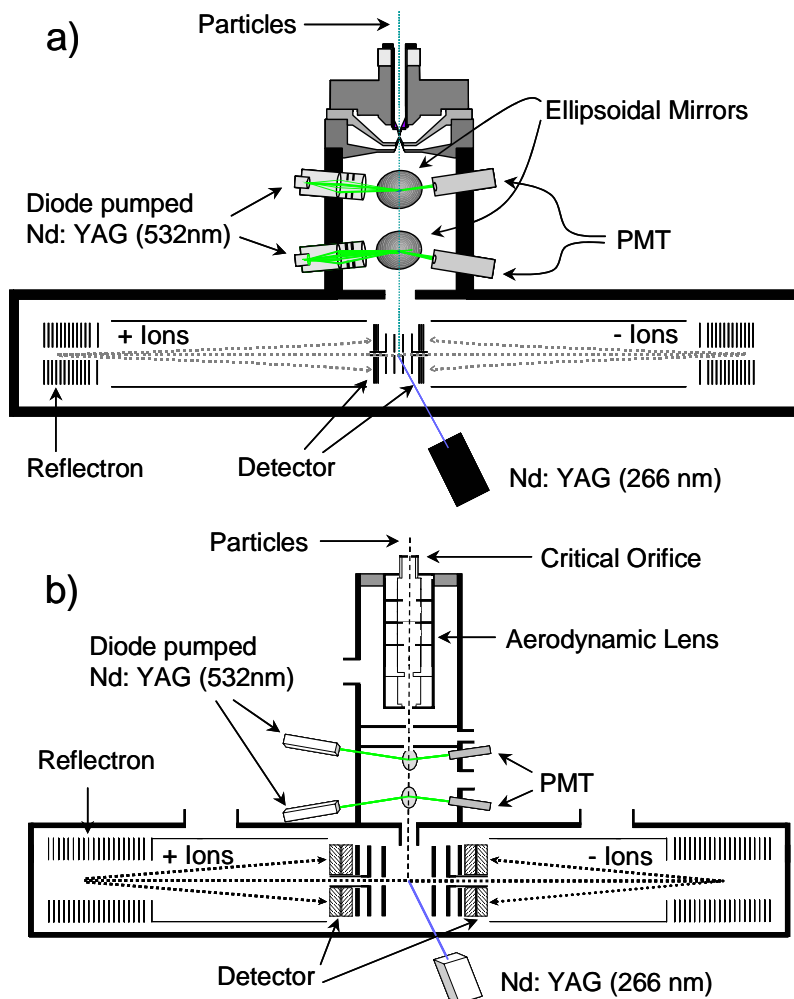 a)
Particles
Ellipsoidal Mirrors
Diode pumped
Nd: YAG (532nm)
PMT
+ Ions
- Ions
Reflectron
Detector
Nd: YAG (266 nm)
b)
Particles
Critical Orifice
Aerodynamic Lens
Diode pumped
Nd: YAG (532nm)
Reflectron
PMT
+ Ions
- Ions
Detector
Nd: YAG (266 nm)